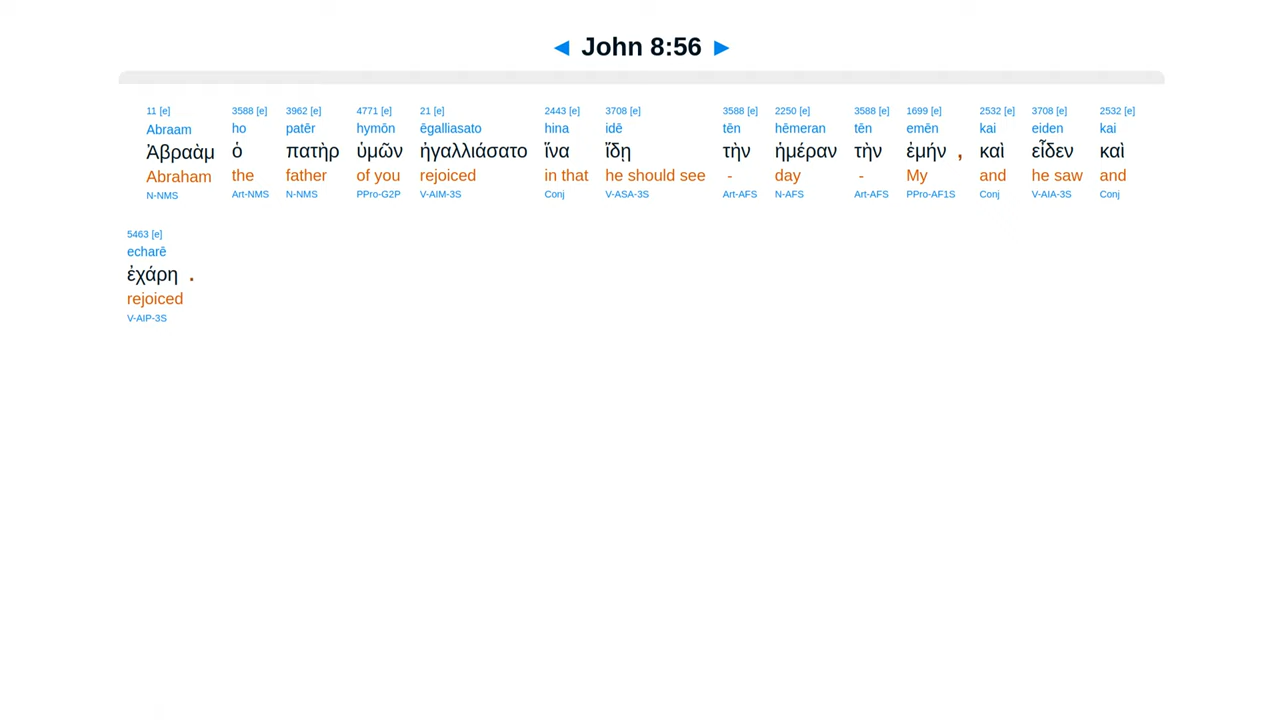 ◄ John 8:56 ►
11 [e] 3588 [e] 3962 [e] 4771 [e] 21 [e] 2443 [e] 3708 [e] 3588 [e] 2250 [e] 3588 [e] 1699 [e] 2532 [e] 3708 [e] 2532 [e]
Abraam ho patēr hymōn ēgalliasato hina idē tēn hēmeran tēn emēn kai eiden kai
Ἀβραὰμ ὁ πατὴρ ὑμῶν ἠγαλλιάσατο ἵνα ἴδῃ τὴν ἡμέραν τὴν ἐμήν , καὶ εἶδεν καὶ
Abraham the father of you rejoiced in that he should see - day - My and he saw and
N-NMS Art-NMS N-NMS PPro-G2P V-AIM-3S Conj V-ASA-3S Art-AFS N-AFS Art-AFS PPro-AF1S Conj V-AIA-3S Conj
5463 [e]
echarē
ἐχάρη .
rejoiced
V-AIP-3S